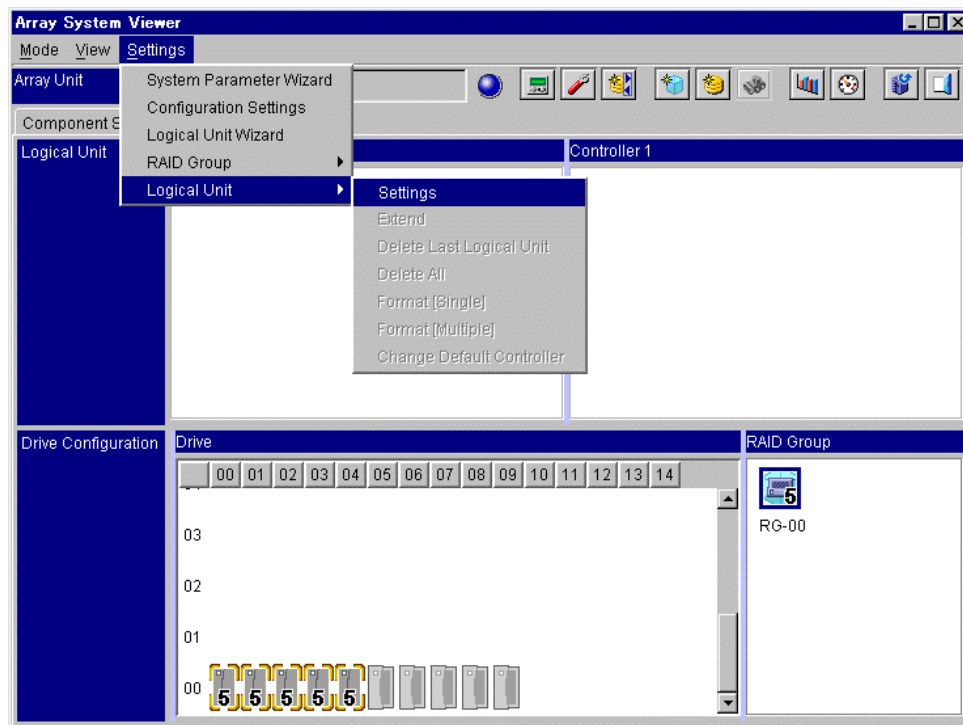 Array System Viewer
Mode View Settings
Array Unit
System Parameter Wizard
Configuration Settings
Logical Unit Wizard
RAID Group
Logical Unit
Component S
Logical Unit
Controller 1
Settings
Extend
Delete Last Logical Unit
Delete All
Format [Single]
Format [Multiple]
Change Default Controller
Drive Configuration
Drive
RAID Group
00 01 02 03 04 05 06 07 08 09 10 11 12 13 14
5
RG-00
03
02
01
00
5 5 5 5 5